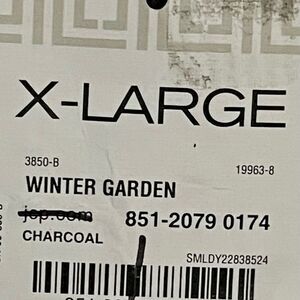 X-LARGE
3850-B 19963-8
WINTER GARDEN
jcp.com 851-2079 0174
CHARCOAL
SMLDY22838524